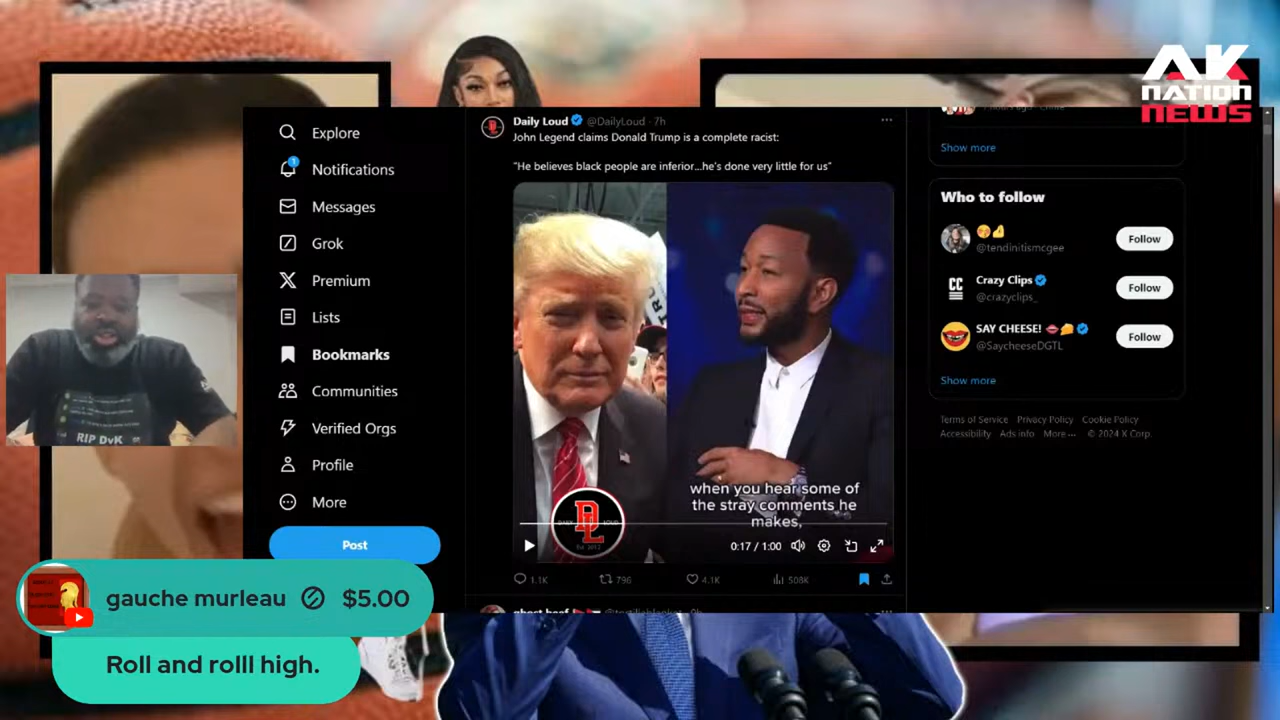 AK
NATION
NEWS
Explore
1
Notifications
Messages
Grok
Premium
Lists
Bookmarks
Communities
Verified Orgs
Profile
More
Post
Daily Loud @DailyLoud · 7h
John Legend claims Donald Trump is a complete racist:
"He believes black people are inferior...he's done very little for us"
TRU
when you hear some of
the stray comments he
makes,
DL
0:17 / 1:00
1.1K 796 4.1K 508K
Show more
Who to follow
@tendinitismcgee
Follow
CC
Crazy Clips
@crazyclips_
Follow
SAY CHEESE!
@SaycheeseDGTL
Follow
Show more
Terms of Service Privacy Policy Cookie Policy
Accessibility Ads info More ··· © 2024 X Corp.
RIP DvK
gauche murleau $5.00
Roll and rolll high.